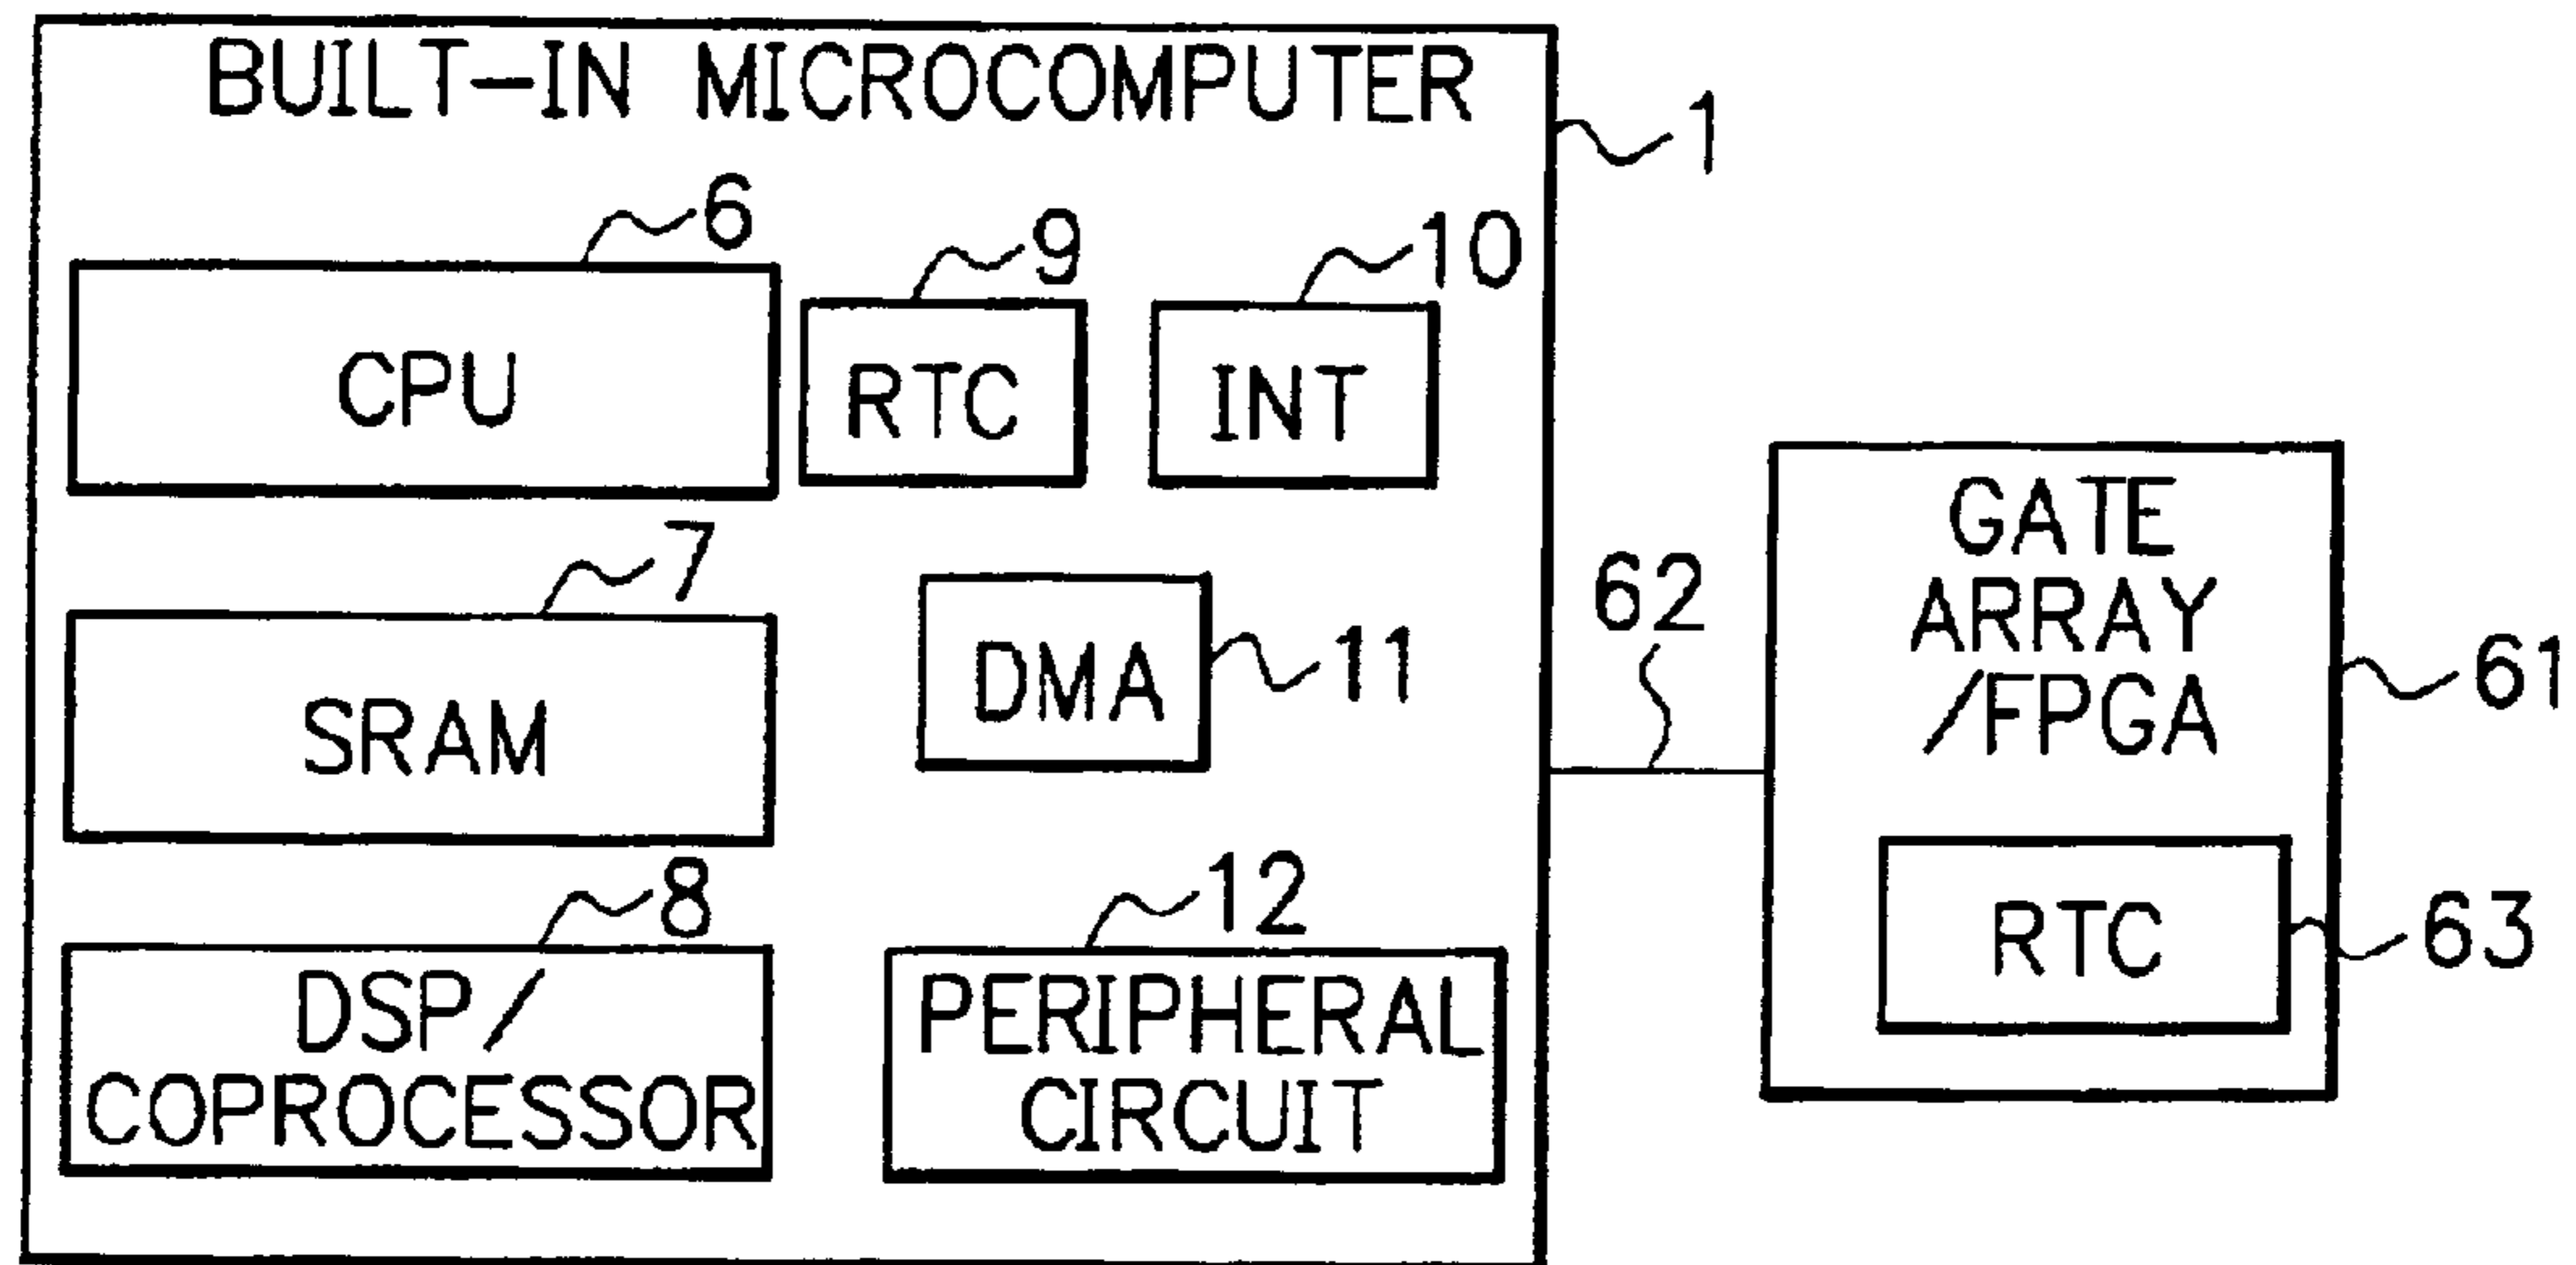 BUILT-IN MICROCOMPUTER
1
6
9
10
CPU
RTC
INT
7
62
GATE
ARRAY
/FPGA
61
SRAM
DMA
11
8
12
RTC
63
DSP/
COPROCESSOR
PERIPHERAL
CIRCUIT